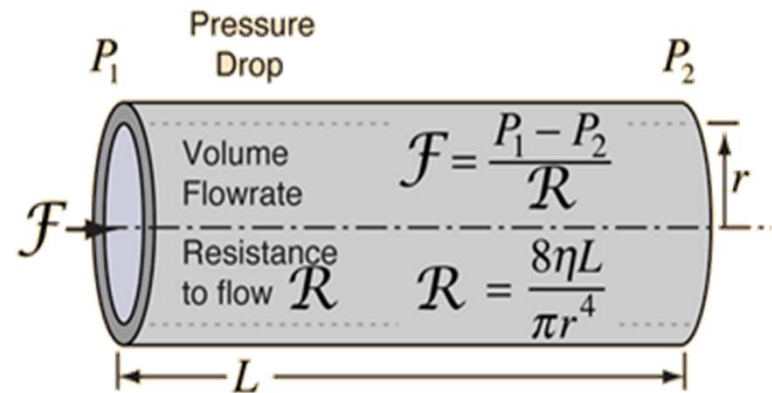 Pressure
Drop
P₁
P₂
Volume
Flowrate
ℱ = (P₁ − P₂) / ℛ
r
ℱ
Resistance
to flow ℛ
ℛ = 8ηL / πr⁴
L